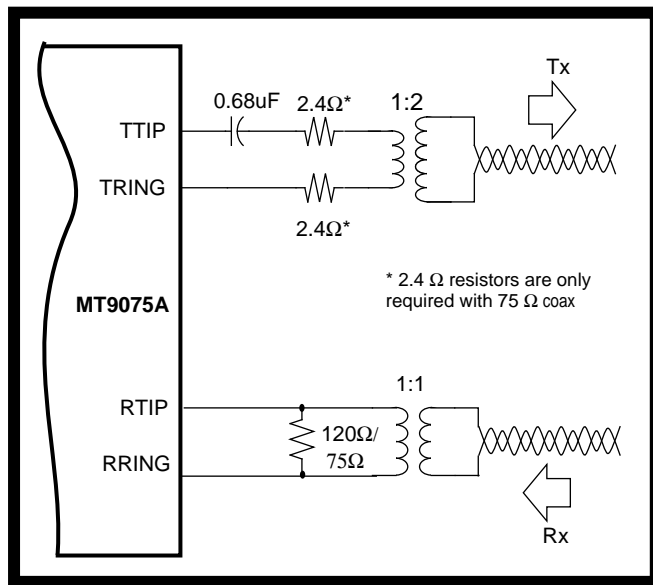 Tx
0.68uF
2.4Ω*
1:2
TTIP
TRING
2.4Ω*
MT9075A
* 2.4 Ω resistors are only
required with 75 Ω coax
1:1
RTIP
120Ω/
75Ω
RRING
Rx